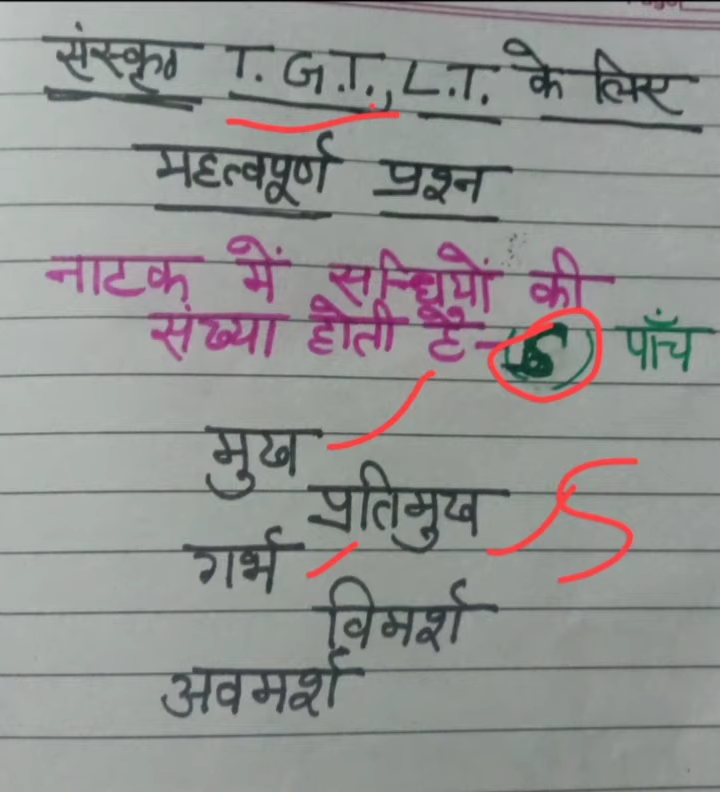 संस्कृत T.G.T., L.T. के लिए
महत्वपूर्ण प्रश्न
नाटक में सन्धियों की
संख्या होती है- (5) पाँच
मुख
प्रतिमुख 5
गर्भ
विमर्श
अवमर्श